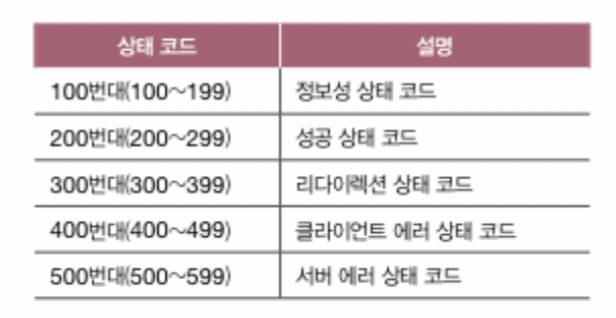 상태 코드 설명
100번대(100~199) 정보성 상태 코드
200번대(200~299) 성공 상태 코드
300번대(300~399) 리다이렉션 상태 코드
400번대(400~499) 클라이언트 에러 상태 코드
500번대(500~599) 서버 에러 상태 코드